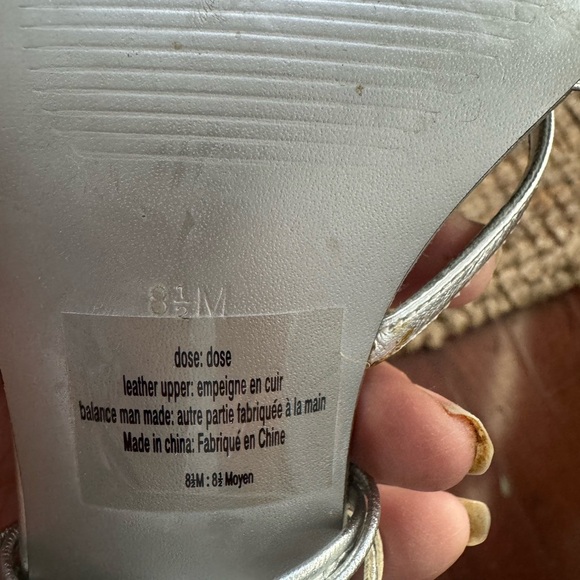 8½M
dose: dose
leather upper: empeigne en cuir
balance man made: autre partie fabriquée à la main
Made in china: Fabriqué en Chine
8½M : 8½ Moyen